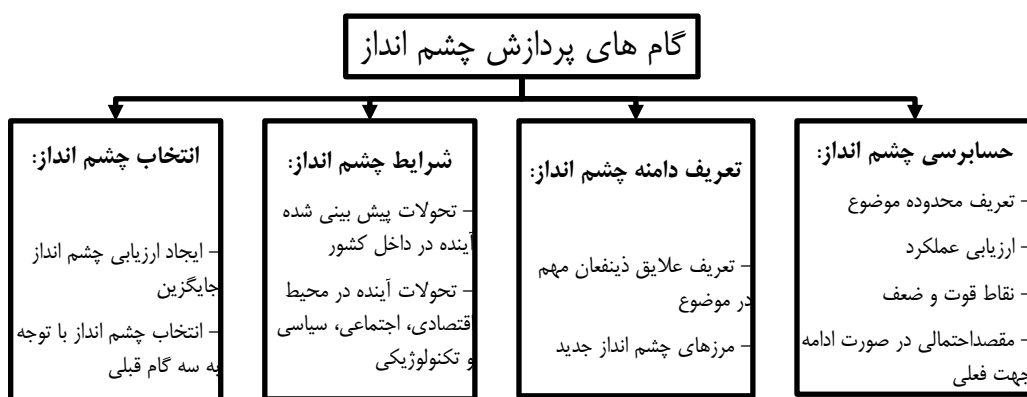 گام های پردازش چشم انداز
حسابرسی چشم انداز:
– تعریف محدوده موضوع
– ارزیابی عملکرد
– نقاط قوت و ضعف
– مقصداحتمالی در صورت ادامه
جهت فعلی
تعریف دامنه چشم انداز:
– تعریف علایق ذینفعان مهم
در موضوع
– مرزهای چشم انداز جدید
شرایط چشم انداز:
– تحولات پیش بینی شده
آینده در داخل کشور
– تحولات آینده در محیط
اقتصادی، اجتماعی، سیاسی
و تکنولوژیکی
انتخاب چشم انداز:
– ایجاد ارزیابی چشم انداز
جایگزین
– انتخاب چشم انداز با توجه
به سه گام قبلی